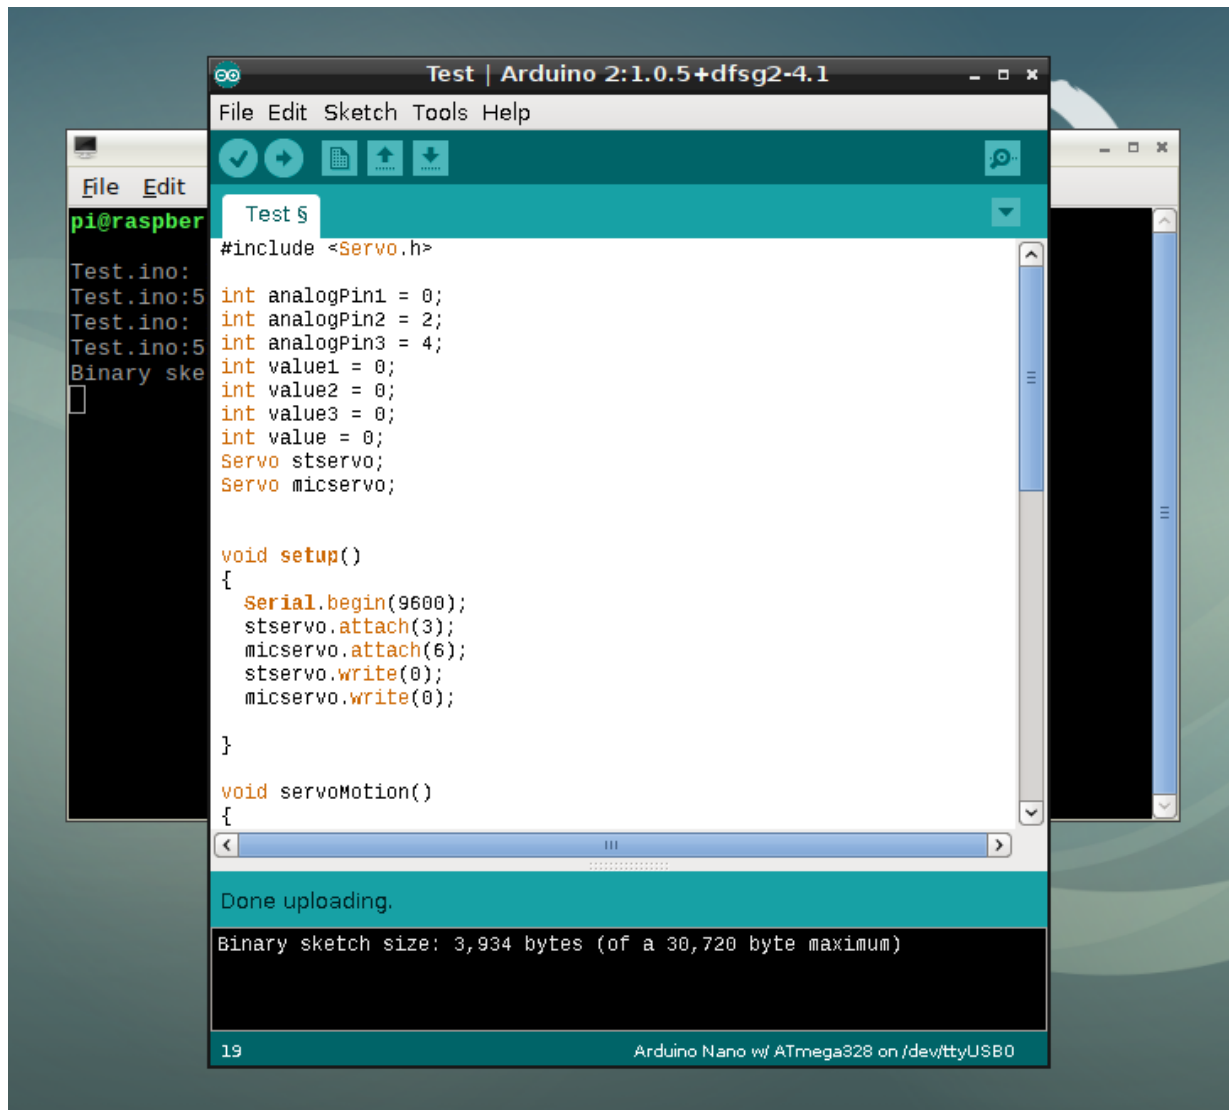 Test | Arduino 2:1.0.5+dfsg2-4.1
File Edit Sketch Tools Help
Test §
#include <Servo.h>
int analogPin1 = 0;
int analogPin2 = 2;
int analogPin3 = 4;
int value1 = 0;
int value2 = 0;
int value3 = 0;
int value = 0;
Servo stservo;
Servo micservo;
void setup()
{
  Serial.begin(9600);
  stservo.attach(3);
  micservo.attach(6);
  stservo.write(0);
  micservo.write(0);
}
void servoMotion()
{
Done uploading.
Binary sketch size: 3,934 bytes (of a 30,720 byte maximum)
19
Arduino Nano w/ ATmega328 on /dev/ttyUSB0
File Edit
pi@raspber
Test.ino:
Test.ino:5
Test.ino:
Test.ino:5
Binary ske